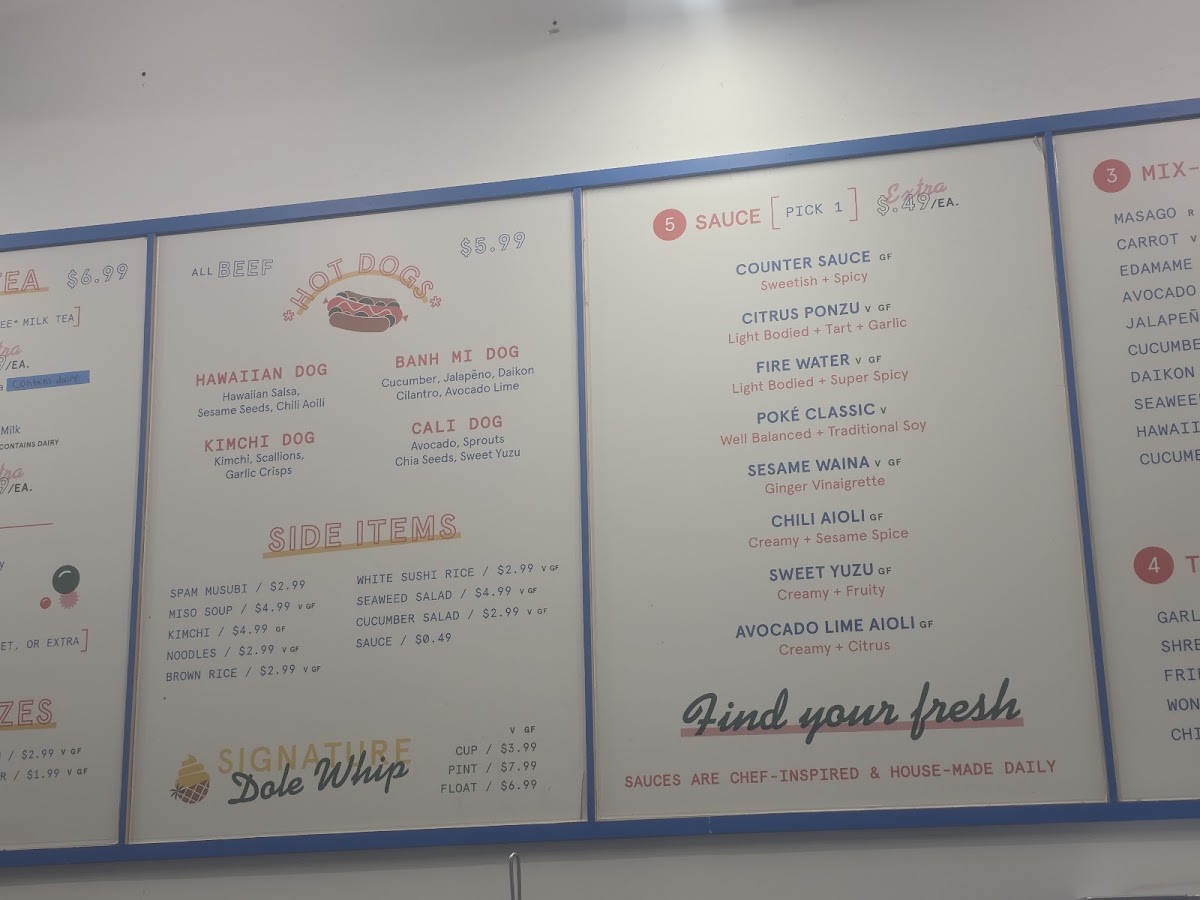 TEA $6.99
MILK TEA]
/EA.
Contains dairy
Milk
CONTAINS DAIRY
/EA.
OR EXTRA]
/ $2.99 V GF
/ $1.99 V GF
ALL BEEF
HOT DOGS
$5.99
HAWAIIAN DOG
Hawaiian Salsa,
Sesame Seeds, Chili Aoili
BANH MI DOG
Cucumber, Jalapēno, Daikon
Cilantro, Avocado Lime
KIMCHI DOG
Kimchi, Scallions,
Garlic Crisps
CALI DOG
Avocado, Sprouts
Chia Seeds, Sweet Yuzu
SIDE ITEMS
SPAM MUSUBI / $2.99
MISO SOUP / $4.99 V GF
KIMCHI / $4.99 GF
NOODLES / $2.99 V GF
BROWN RICE / $2.99 V GF
WHITE SUSHI RICE / $2.99 V GF
SEAWEED SALAD / $4.99 V GF
CUCUMBER SALAD / $2.99 V GF
SAUCE / $0.49
SIGNATURE
Dole Whip
V GF
CUP / $3.99
PINT / $7.99
FLOAT / $6.99
5 SAUCE [PICK 1] Extra $.49/EA.
COUNTER SAUCE GF
Sweetish + Spicy
CITRUS PONZU V GF
Light Bodied + Tart + Garlic
FIRE WATER V GF
Light Bodied + Super Spicy
POKÉ CLASSIC V
Well Balanced + Traditional Soy
SESAME WAINA V GF
Ginger Vinaigrette
CHILI AIOLI GF
Creamy + Sesame Spice
SWEET YUZU GF
Creamy + Fruity
AVOCADO LIME AIOLI GF
Creamy + Citrus
Find your fresh
SAUCES ARE CHEF-INSPIRED & HOUSE-MADE DAILY
3 MIX-
MASAGO
CARROT V
EDAMAME
AVOCADO
JALAPEÑ
CUCUMBE
DAIKON
SEAWEE
HAWAII
CUCUMB
4 T
GARL
SHRE
FRI
WON
CHI